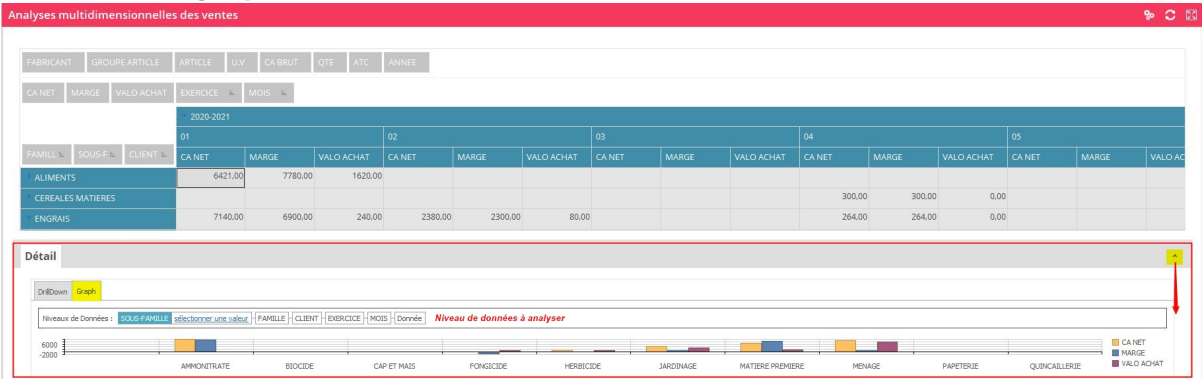 Analyses multidimensionnelles des ventes
FABRICANT GROUPE ARTICLE ARTICLE U.V CA BRUT QTE ATC ANNEE
CA NET MARGE VALO ACHAT EXERCICE MOIS
2020-2021
01 02 03 04 05
FAMILL SOUS-F CLIENT CA NET MARGE VALO ACHAT CA NET MARGE VALO ACHAT CA NET MARGE VALO ACHAT CA NET MARGE VALO ACHAT CA NET MARGE VALO AC
ALIMENTS 6421,00 7780,00 1620,00
CEREALES MATIERES 300,00 300,00 0,00
ENGRAIS 7140,00 6900,00 240,00 2380,00 2300,00 80,00 264,00 264,00 0,00
Détail
DrillDown Graph
Niveaux de Données : SOUS-FAMILLE sélectionner une valeur FAMILLE CLIENT EXERCICE MOIS Donnée Niveau de données à analyser
6000
-2000
CA NET
MARGE
VALO ACHAT
AMMONITRATE BIOCIDE CAP ET MAIS FONGICIDE HERBICIDE JARDINAGE MATIERE PREMIERE MENAGE PAPETERIE QUINCAILLERIE